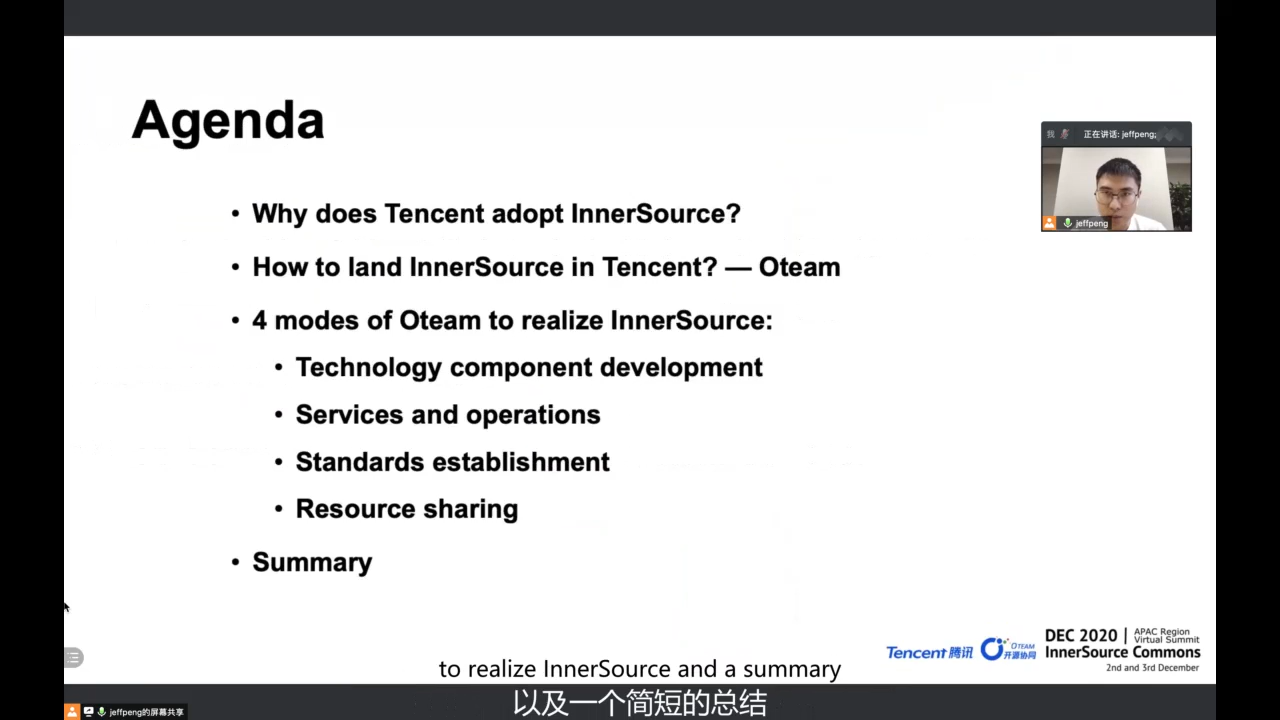 Agenda
我 正在讲话: jeffpeng;
jeffpeng
• Why does Tencent adopt InnerSource?
• How to land InnerSource in Tencent? — Oteam
• 4 modes of Oteam to realize InnerSource:
• Technology component development
• Services and operations
• Standards establishment
• Resource sharing
• Summary
Tencent 腾讯
OTEAM
开源协同
DEC 2020 | APAC Region
Virtual Summit
InnerSource Commons
2nd and 3rd December
to realize InnerSource and a summary
以及一个简短的总结
jeffpeng的屏幕共享